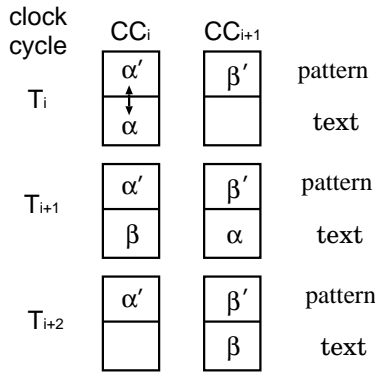 clock
cycle
CCi CCi+1
α′ β′ pattern
Ti
α text
α′ β′ pattern
Ti+1
β α text
α′ β′ pattern
Ti+2
β text